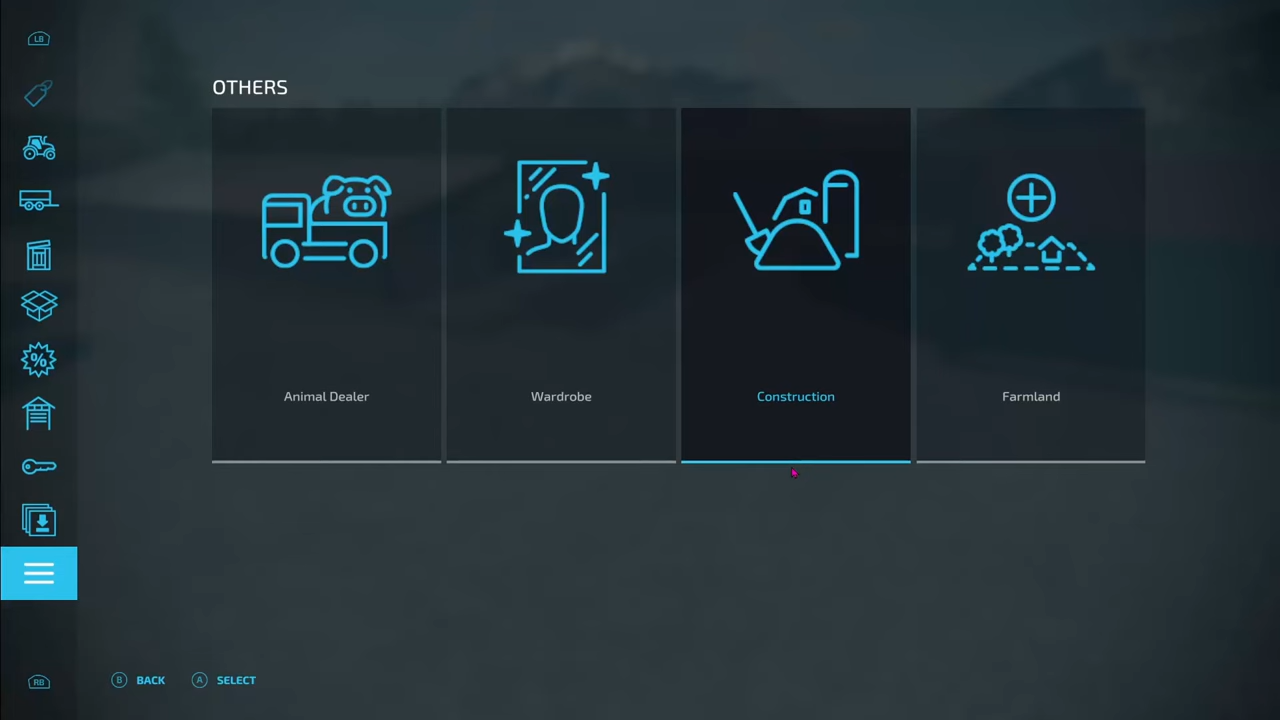 LB
OTHERS
%
Animal Dealer
Wardrobe
Construction
Farmland
RB
B BACK
A SELECT